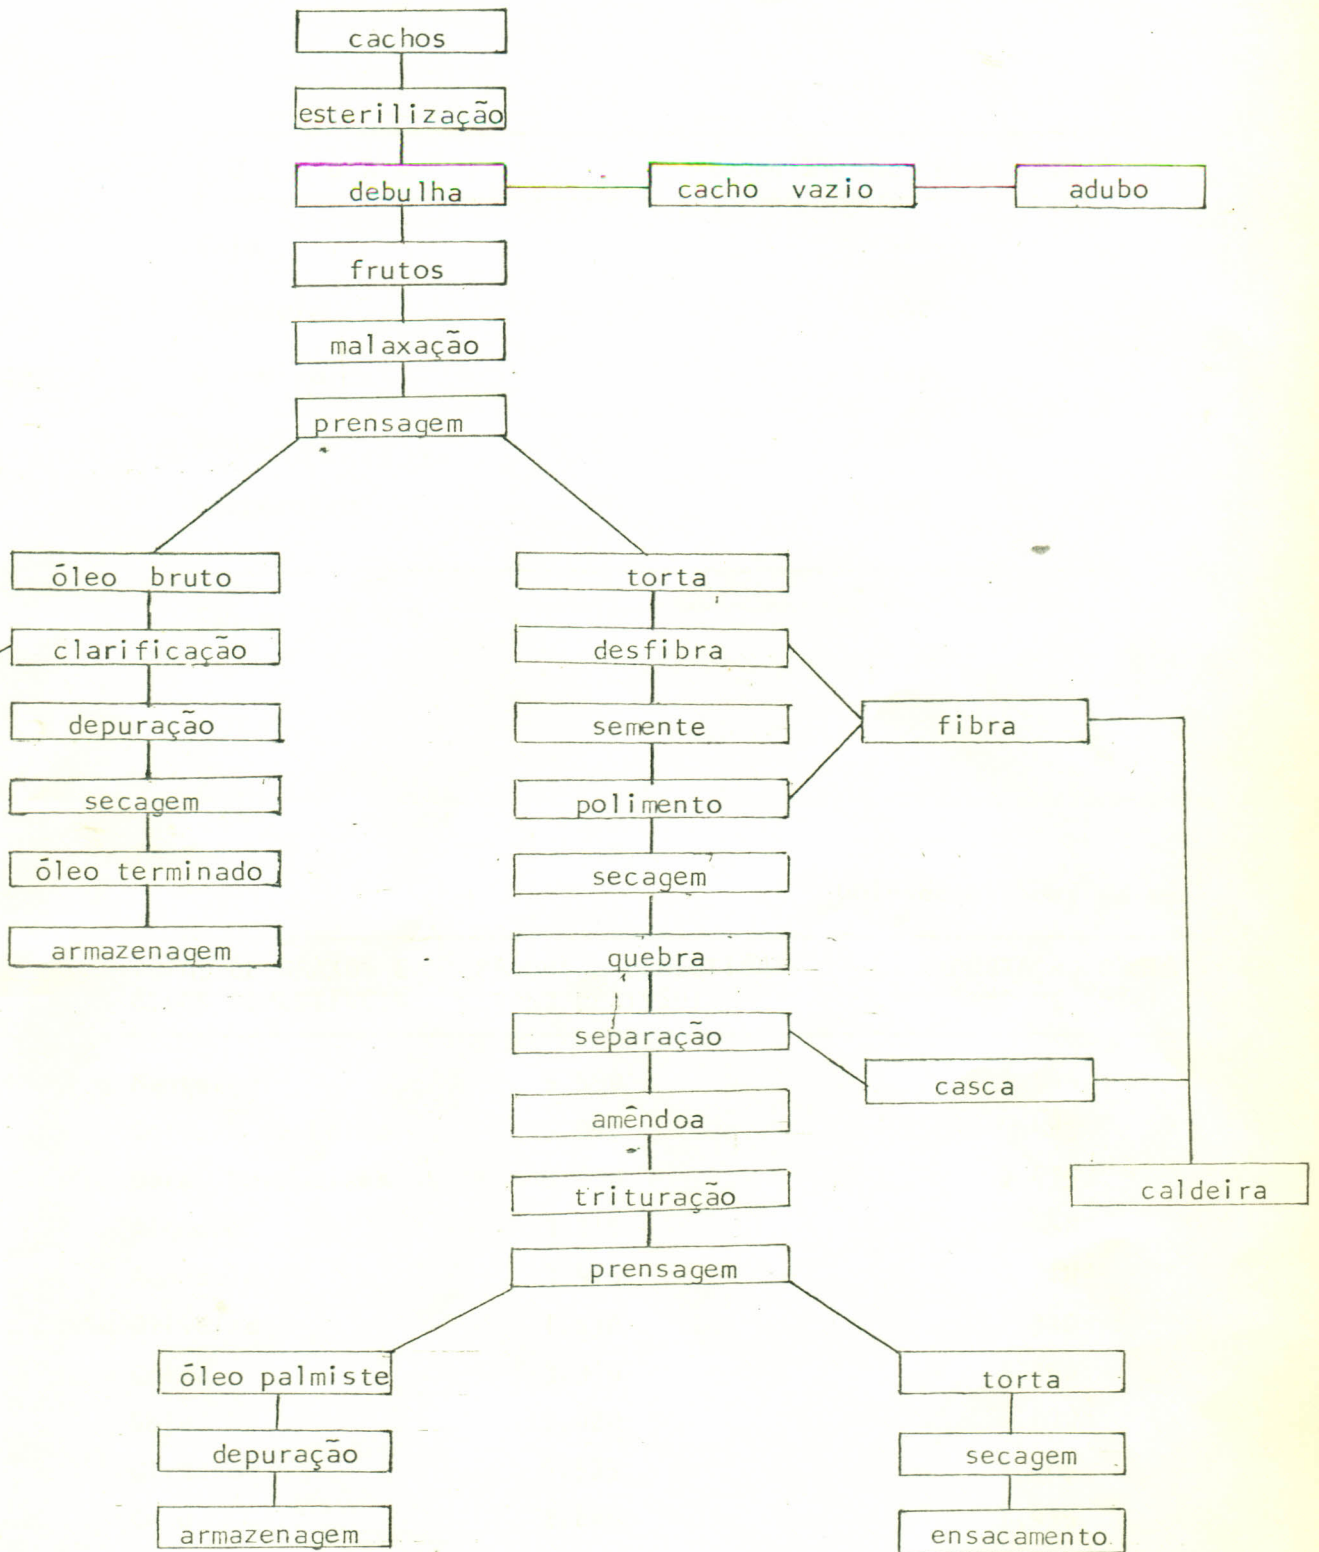 cachos
esterilização
debulha
cacho vazio
adubo
frutos
malaxação
prensagem
óleo bruto
clarificação
depuração
secagem
óleo terminado
armazenagem
torta
desfibra
semente
polimento
fibra
secagem
quebra
separação
casca
amêndoa
trituração
caldeira
prensagem
óleo palmiste
depuração
armazenagem
torta
secagem
ensacamento